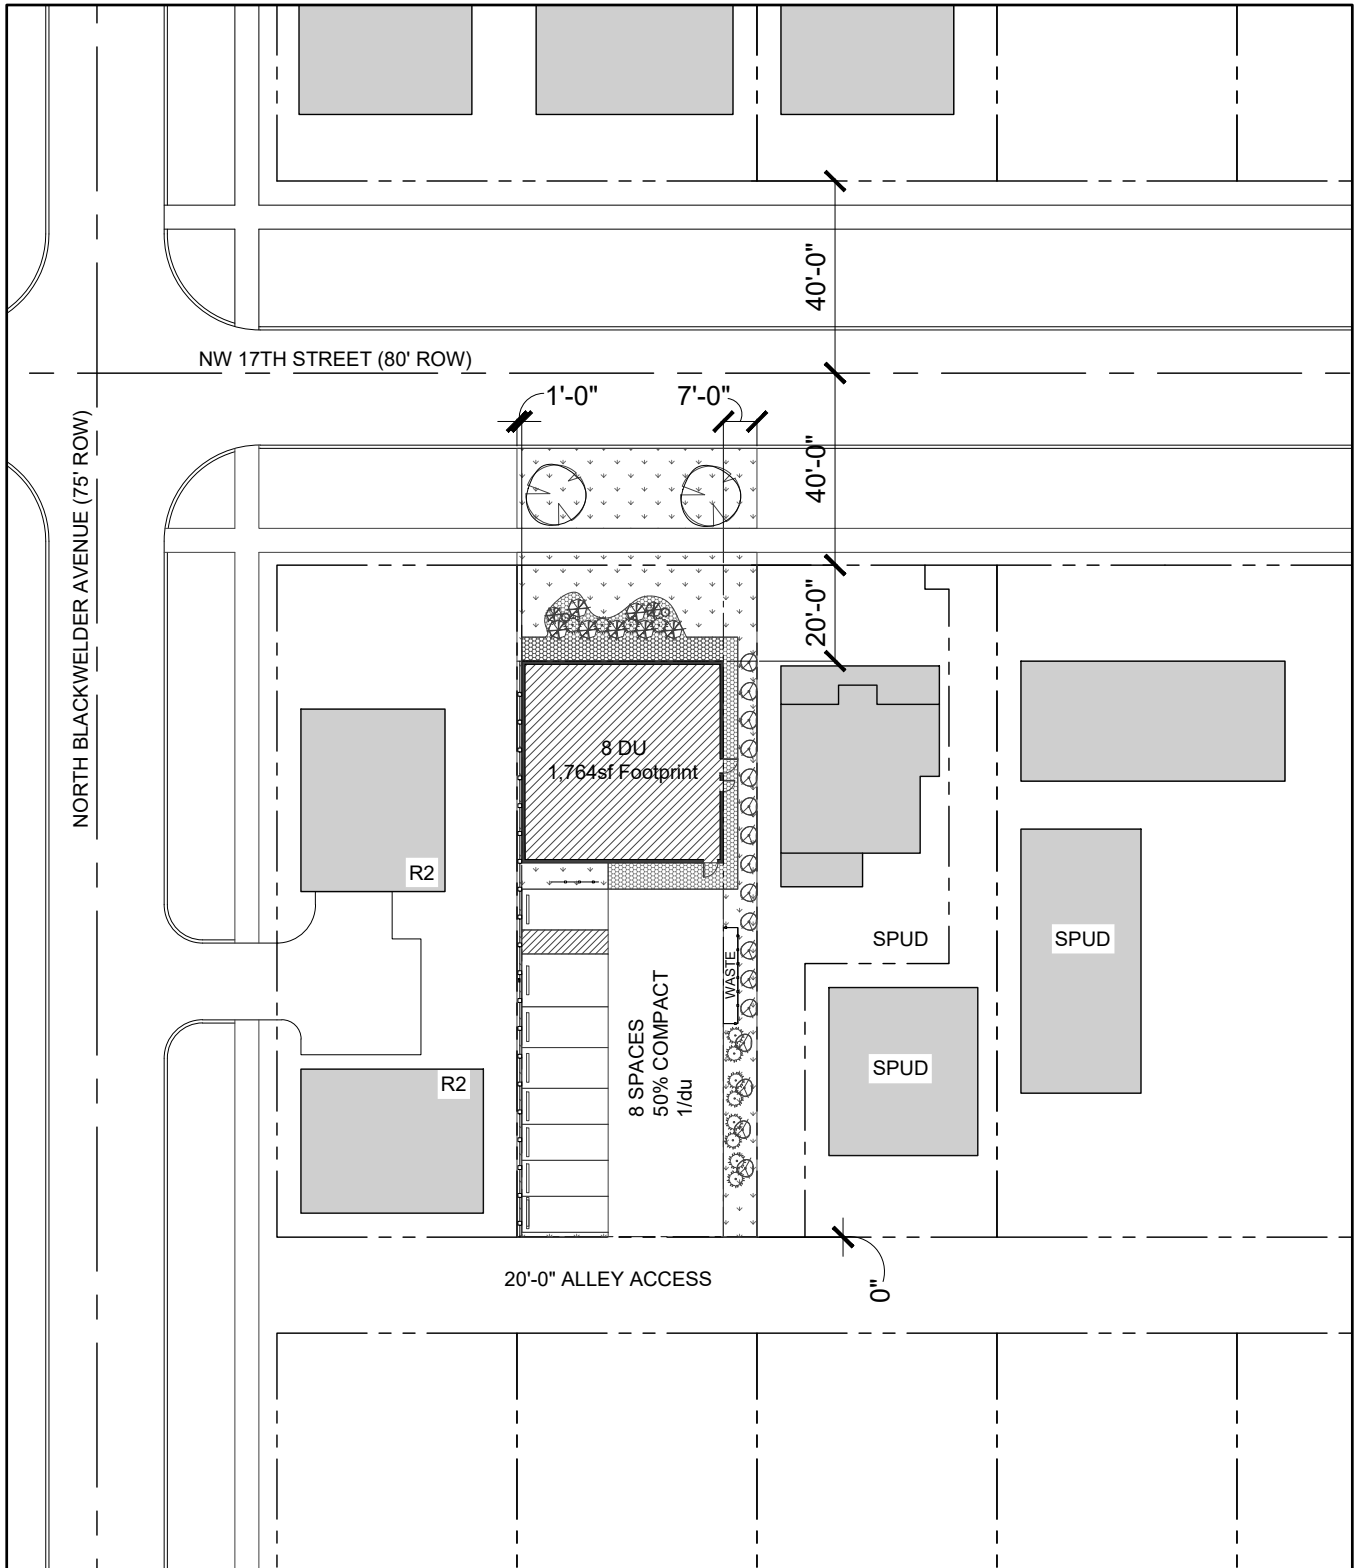 40'-0"
NW 17TH STREET (80' ROW)
1'-0"
7'-0"
NORTH BLACKWELDER AVENUE (75' ROW)
40'-0"
20'-0"
8 DU
1,764sf Footprint
R2
SPUD
SPUD
WASTE
8 SPACES
50% COMPACT
1/du
R2
SPUD
20'-0" ALLEY ACCESS
0"